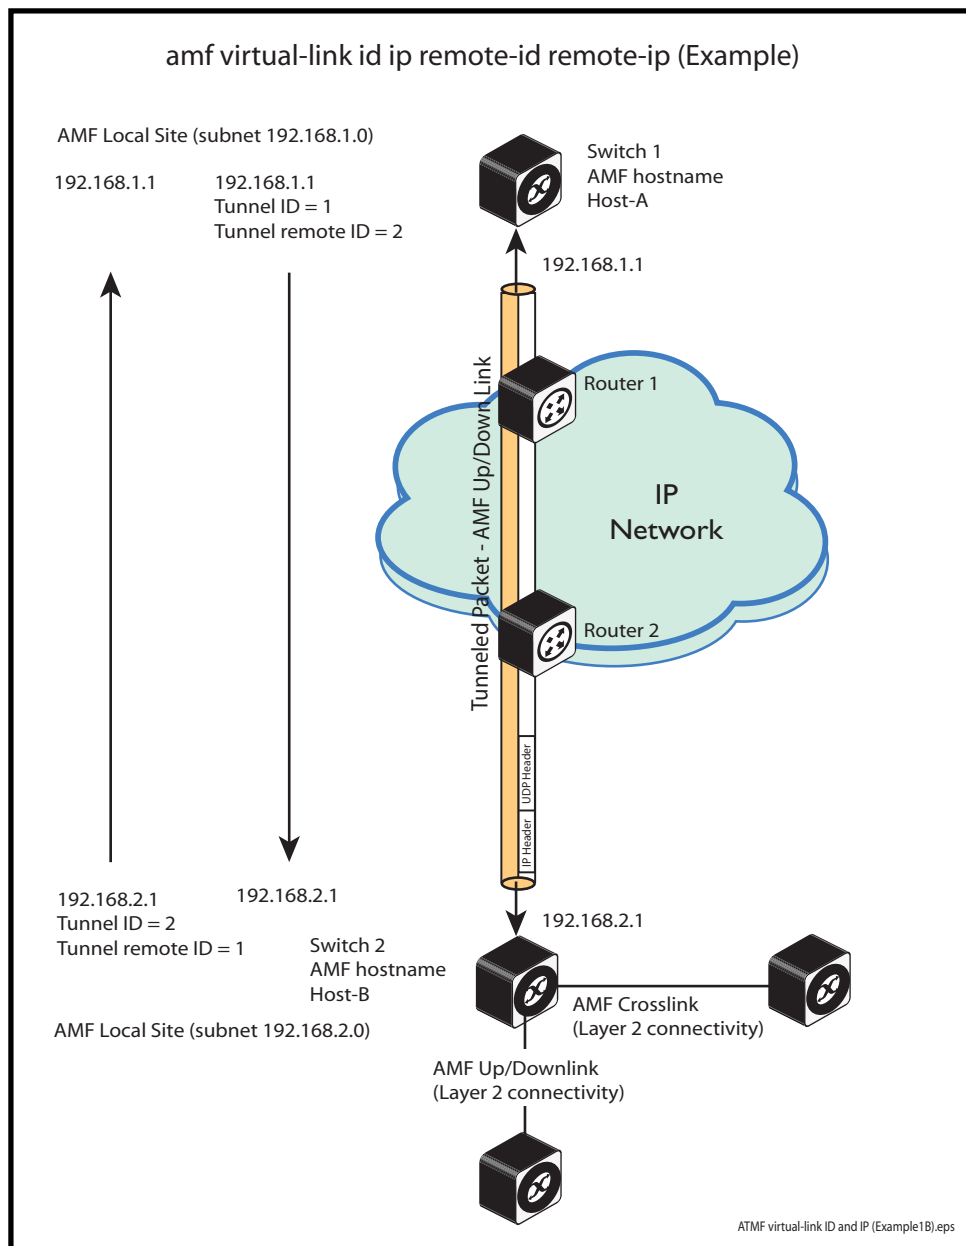 amf virtual-link id ip remote-id remote-ip (Example)
AMF Local Site (subnet 192.168.1.0)
192.168.1.1
192.168.1.1
Tunnel ID = 1
Tunnel remote ID = 2
Switch 1
AMF hostname
Host-A
192.168.1.1
Tunneled Packet - AMF Up/Down Link
Router 1
IP
Network
Router 2
UDP Header
IP Header
192.168.2.1
Tunnel ID = 2
Tunnel remote ID = 1
192.168.2.1
192.168.2.1
Switch 2
AMF hostname
Host-B
AMF Local Site (subnet 192.168.2.0)
AMF Crosslink
(Layer 2 connectivity)
AMF Up/Downlink
(Layer 2 connectivity)
ATMF virtual-link ID and IP (Example1B).eps